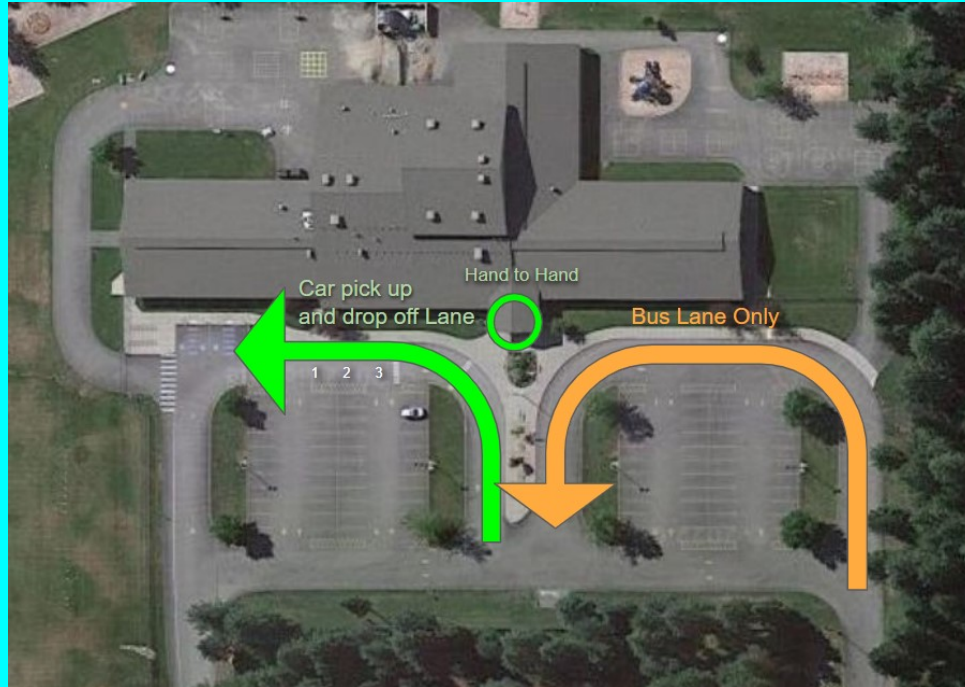 Hand to Hand
Car pick up
and drop off Lane
Bus Lane Only
1 2 3